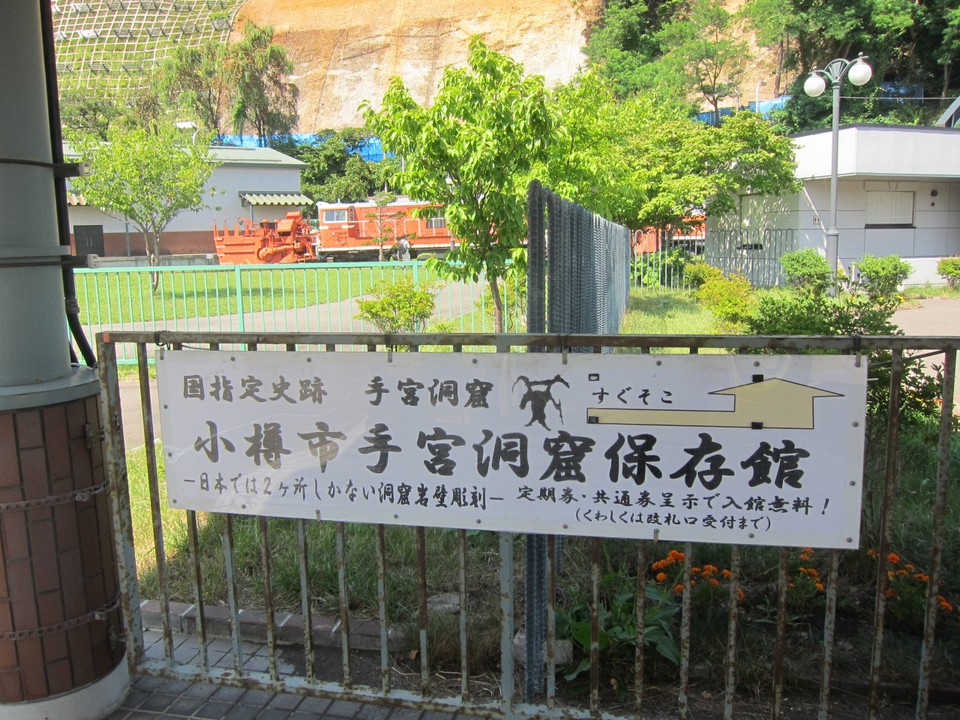 国指定史跡 手宮洞窟
すぐそこ
小樽市手宮洞窟保存館
－日本では2ヶ所しかない洞窟岩壁彫刻－
定期券・共通券呈示で入館無料！
（くわしくは改札口受付まで）